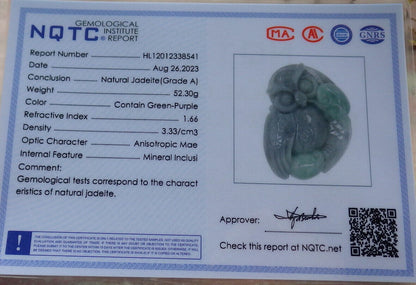 NQTC GEMOLOGICAL INSTITUTE REPORT
MA GNRS
Report Number HL12012338541
Date Aug 26,2023
Conclusion Natural Jadeite(Grade A)
Weight 52.30g
Color Contain Green-Purple
Refractive Index 1.66
Density 3.33/cm3
Optic Character Anisotropic Mae
Internal Feature Mineral Inclusi
Comment:
Gemological tests correspond to the charact
eristics of natural jadeite.
Approver:
Check this report at NQTC.net